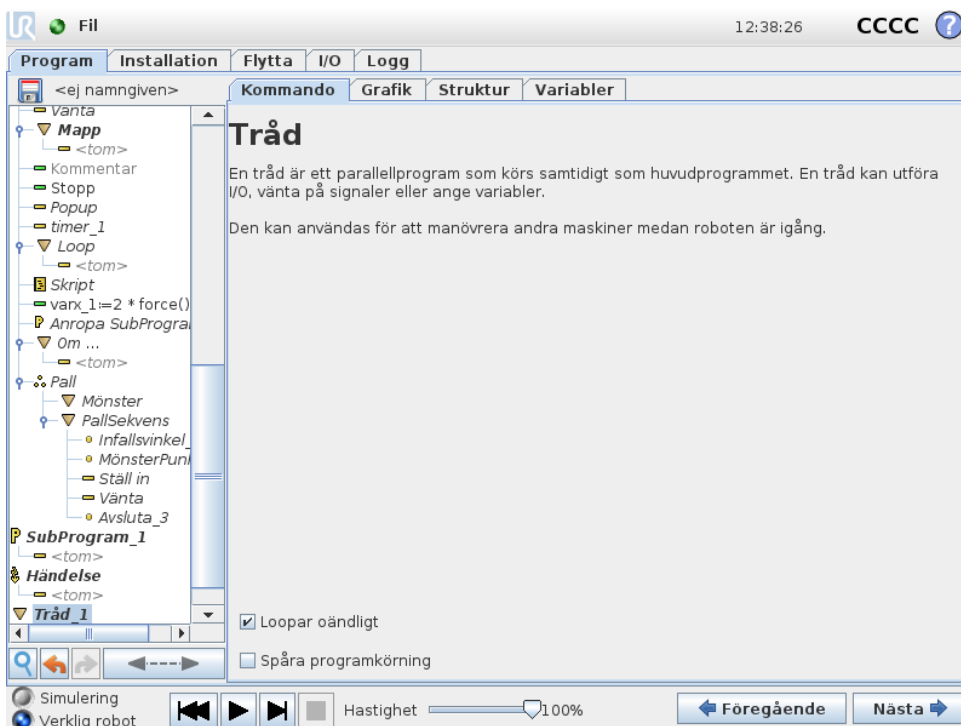 UR Fil 12:38:26 CCCC ?
Program Installation Flytta I/O Logg
<ej namngiven>
Kommando Grafik Struktur Variabler
Vänta
Mapp
<tom>
Kommentar
Stopp
Popup
timer_1
Loop
<tom>
Skript
varx_1:=2 * force()
Anropa SubProgra
Om ...
<tom>
Pall
Mönster
PallSekvens
Infallsvinkel_
MönsterPun
Ställ in
Vänta
Avsluta_3
SubProgram_1
<tom>
Händelse
<tom>
Tråd_1
Tråd
En tråd är ett parallellprogram som körs samtidigt som huvudprogrammet. En tråd kan utföra
I/O, vänta på signaler eller ange variabler.
Den kan användas för att manövrera andra maskiner medan roboten är igång.
Loopar oändligt
Spåra programkörning
Simulering
Verklig robot
Hastighet 100%
Föregående
Nästa